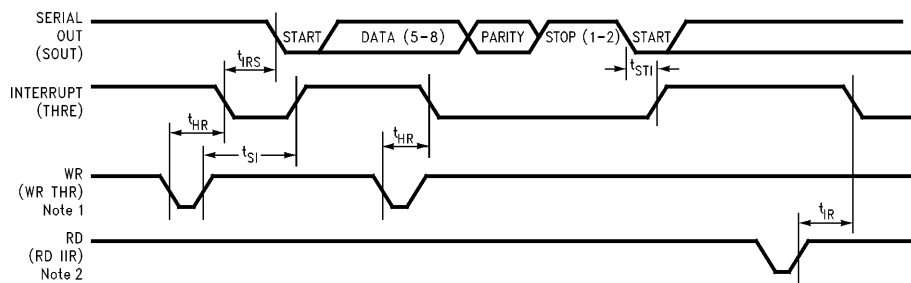 SERIAL
OUT
(SOUT)
START
DATA (5-8)
PARITY
STOP (1-2)
START
tIRS
tSTI
INTERRUPT
(THRE)
tHR
tSI
tHR
WR
(WR THR)
Note 1
tIR
RD
(RD IIR)
Note 2